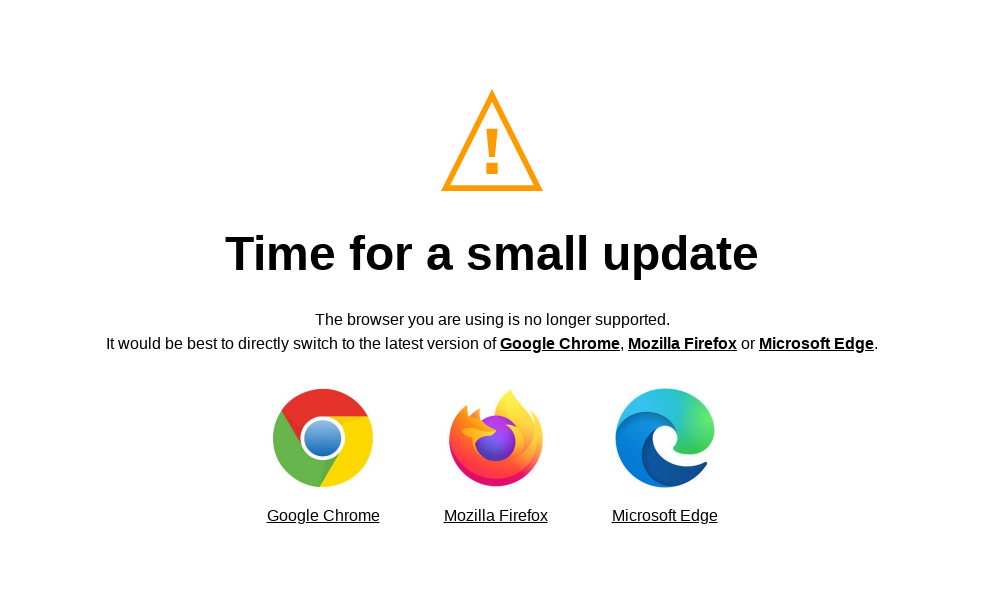 !
Time for a small update
The browser you are using is no longer supported.
It would be best to directly switch to the latest version of Google Chrome, Mozilla Firefox or Microsoft Edge.
Google Chrome
Mozilla Firefox
Microsoft Edge